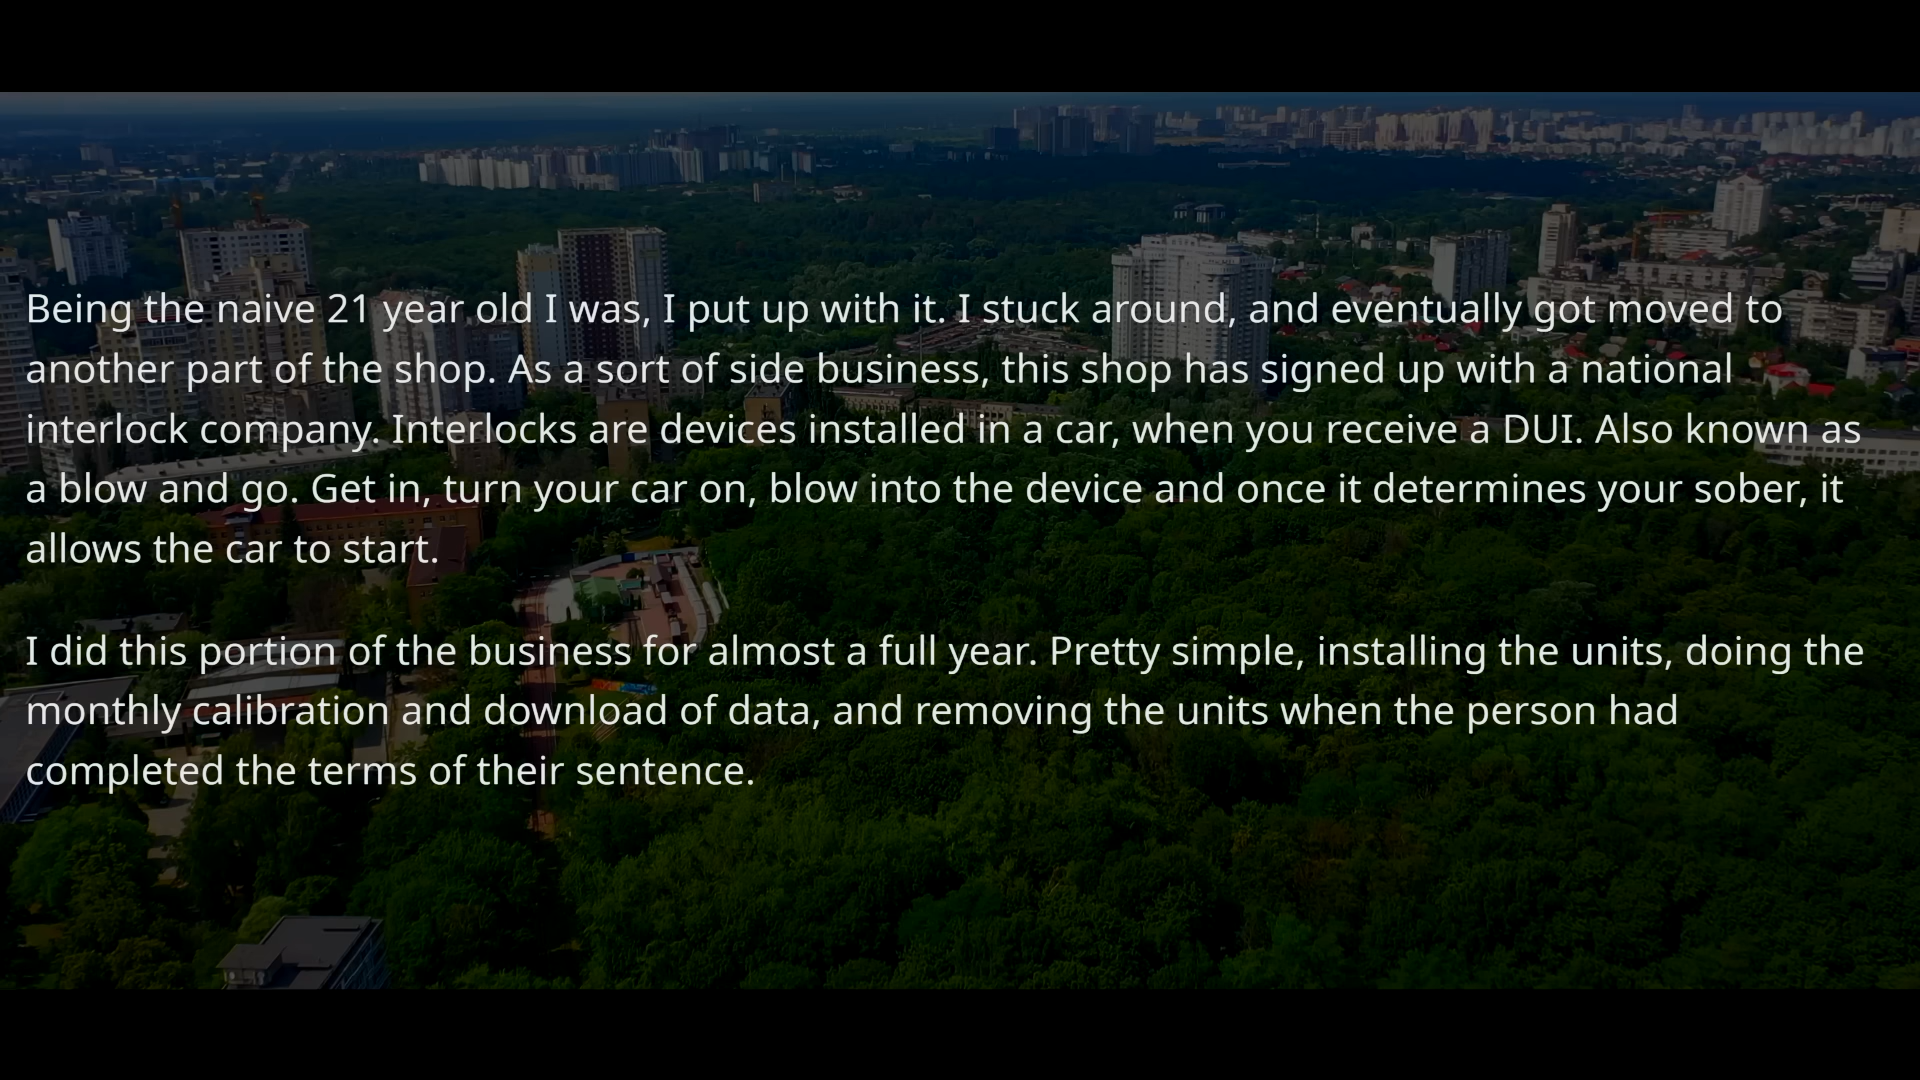 Being the naive 21 year old I was, I put up with it. I stuck around, and eventually got moved to
another part of the shop. As a sort of side business, this shop has signed up with a national
interlock company. Interlocks are devices installed in a car, when you receive a DUI. Also known as
a blow and go. Get in, turn your car on, blow into the device and once it determines your sober, it
allows the car to start.
I did this portion of the business for almost a full year. Pretty simple, installing the units, doing the
monthly calibration and download of data, and removing the units when the person had
completed the terms of their sentence.